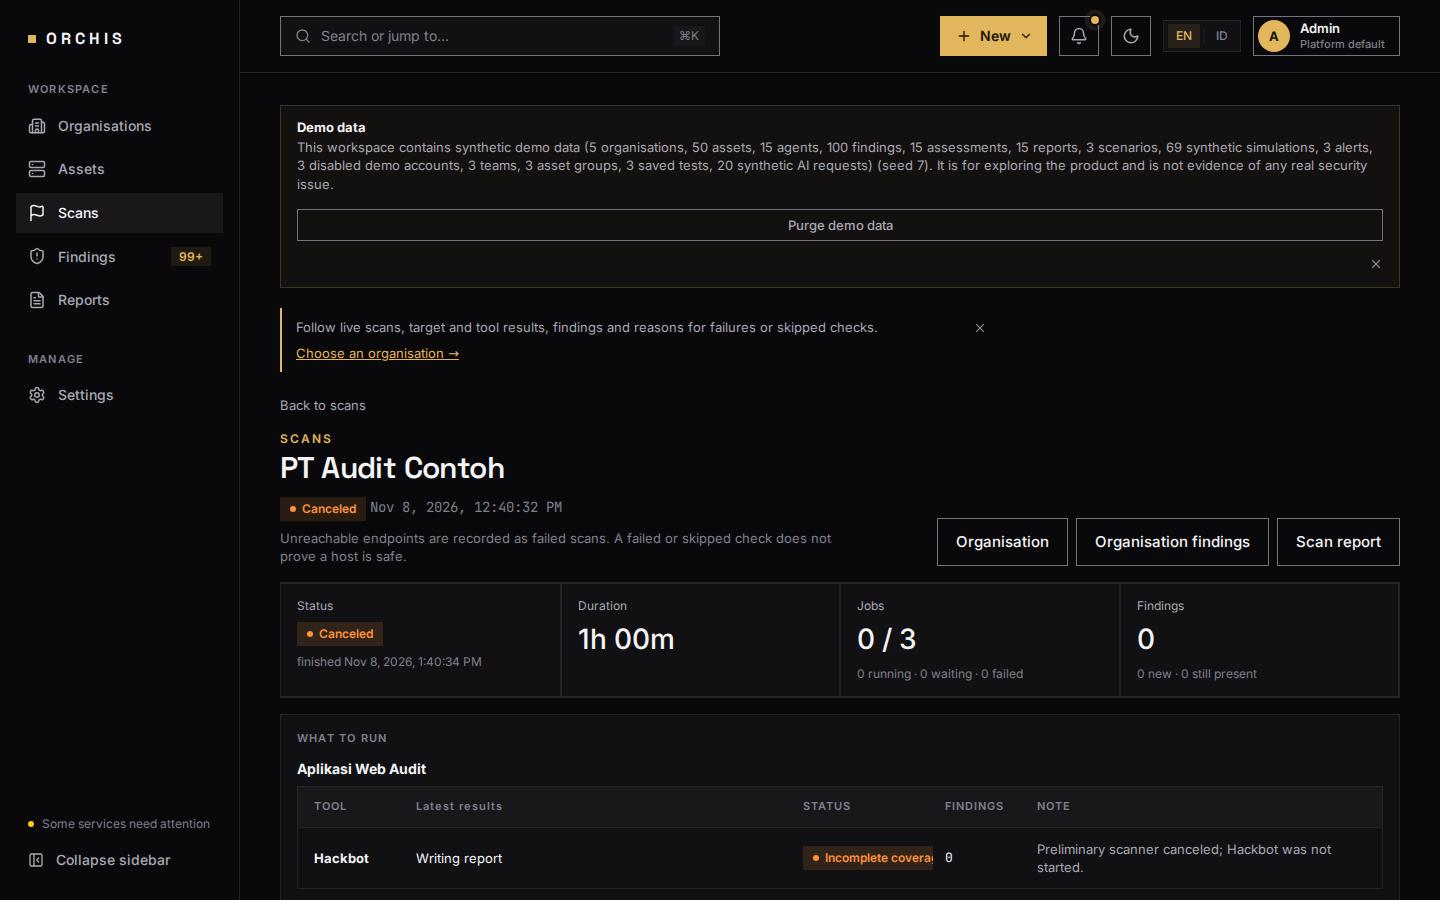 ORCHIS
Search or jump to...
⌘K
New
EN
ID
A
Admin
Platform default
WORKSPACE
Organisations
Assets
Scans
Findings
99+
Reports
MANAGE
Settings
Some services need attention
Collapse sidebar
Demo data
This workspace contains synthetic demo data (5 organisations, 50 assets, 15 agents, 100 findings, 15 assessments, 15 reports, 3 scenarios, 69 synthetic simulations, 3 alerts,
3 disabled demo accounts, 3 teams, 3 asset groups, 3 saved tests, 20 synthetic AI requests) (seed 7). It is for exploring the product and is not evidence of any real security
issue.
Purge demo data
Follow live scans, target and tool results, findings and reasons for failures or skipped checks.
Choose an organisation →
Back to scans
SCANS
PT Audit Contoh
Canceled
Nov 8, 2026, 12:40:32 PM
Unreachable endpoints are recorded as failed scans. A failed or skipped check does not
prove a host is safe.
Organisation
Organisation findings
Scan report
Status
Canceled
finished Nov 8, 2026, 1:40:34 PM
Duration
1h 00m
Jobs
0 / 3
0 running · 0 waiting · 0 failed
Findings
0
0 new · 0 still present
WHAT TO RUN
Aplikasi Web Audit
TOOL
Latest results
STATUS
FINDINGS
NOTE
Hackbot
Writing report
Incomplete coverag
0
Preliminary scanner canceled; Hackbot was not
started.